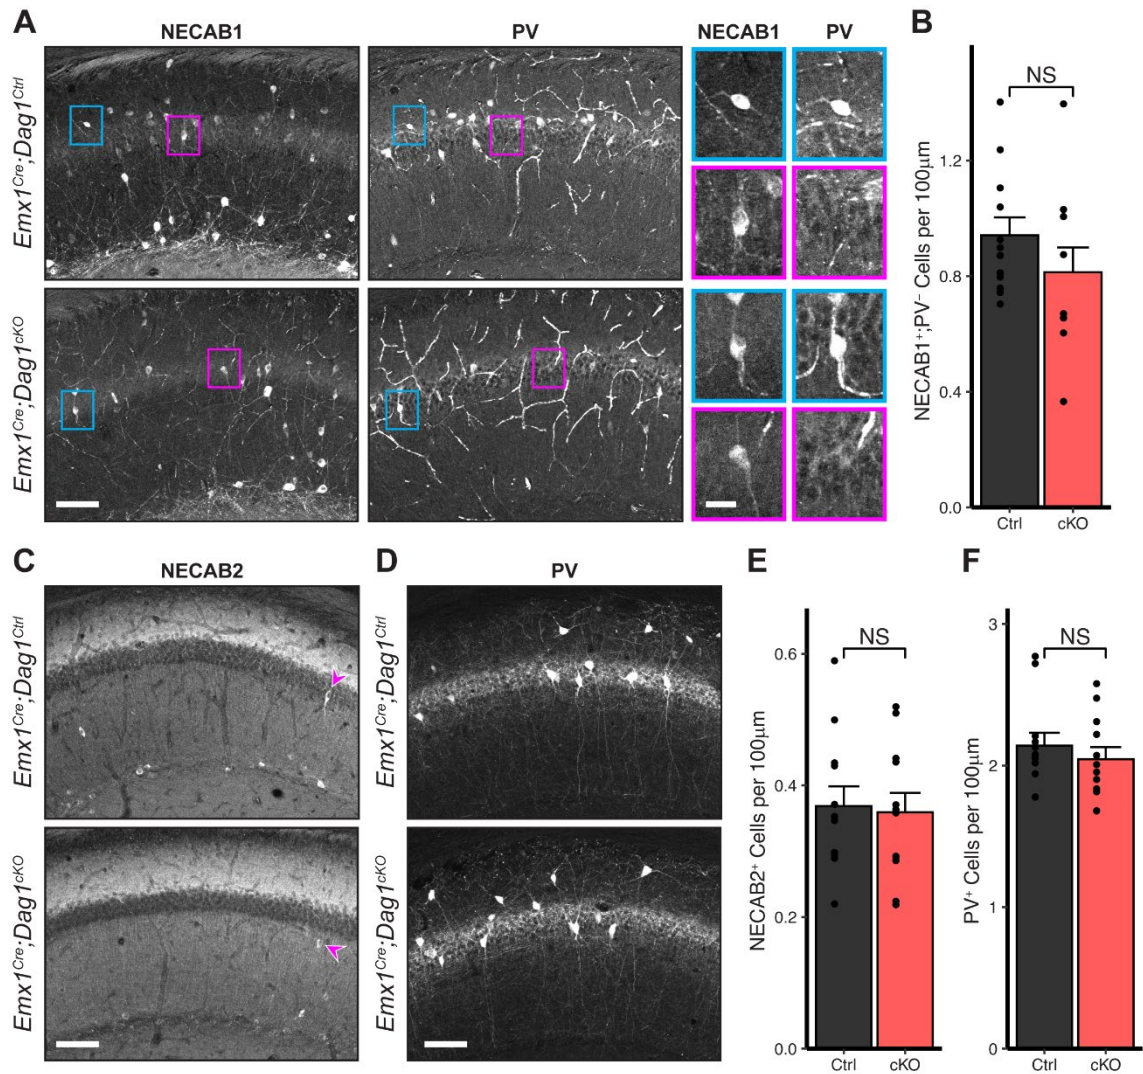 A
NECAB1
PV
NECAB1
PV
Emx1Cre;Dag1Ctrl
Emx1Cre;Dag1cKO
B
NS
NECAB1+;PV- Cells per 100μm
1.2
0.8
0.4
0.0
Ctrl
cKO
C
NECAB2
Emx1Cre;Dag1Ctrl
Emx1Cre;Dag1cKO
D
PV
Emx1Cre;Dag1Ctrl
Emx1Cre;Dag1cKO
E
NS
NECAB2+ Cells per 100μm
0.6
0.4
0.2
0.0
Ctrl
cKO
F
NS
PV+ Cells per 100μm
3
2
1
0
Ctrl
cKO